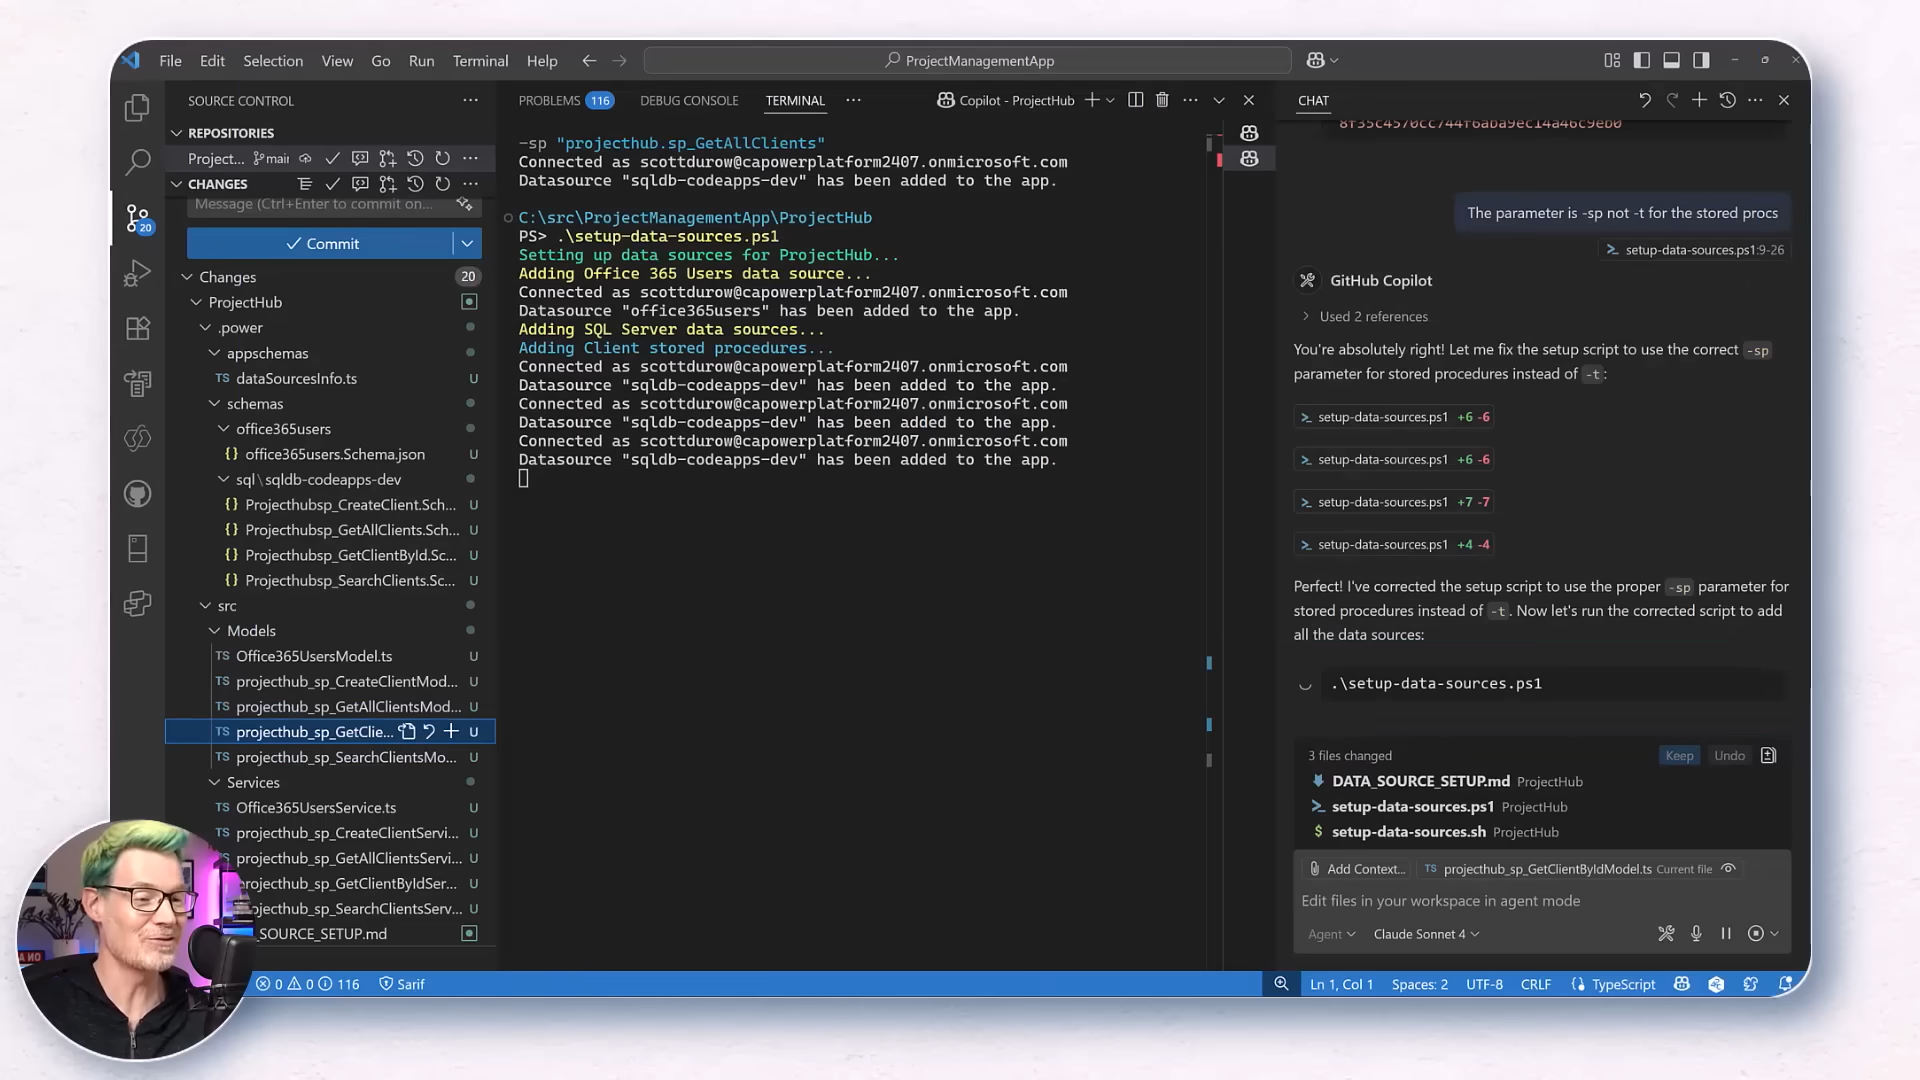 File Edit Selection View Go Run Terminal Help
ProjectManagementApp
SOURCE CONTROL
REPOSITORIES
Project... main
CHANGES
Message (Ctrl+Enter to commit on...
Commit
Changes 20
ProjectHub
.power
appschemas
TS dataSourcesInfo.ts U
schemas
office365users
{} office365users.Schema.json U
sql\sqldb-codeapps-dev
{} Projecthubsp_CreateClient.Sch... U
{} Projecthubsp_GetAllClients.Sch... U
{} Projecthubsp_GetClientById.Sc... U
{} Projecthubsp_SearchClients.Sc... U
src
Models
TS Office365UsersModel.ts U
TS projecthub_sp_CreateClientMod... U
TS projecthub_sp_GetAllClientsMod... U
TS projecthub_sp_GetClie... U
TS projecthub_sp_SearchClientsMo... U
Services
TS Office365UsersService.ts U
TS projecthub_sp_CreateClientServi... U
projecthub_sp_GetAllClientsServi... U
rojecthub_sp_GetClientByIdSer... U
ojecthub_sp_SearchClientsServ... U
_SOURCE_SETUP.md
20
PROBLEMS 116 DEBUG CONSOLE TERMINAL
Copilot - ProjectHub
-sp "projecthub.sp_GetAllClients"
Connected as scottdurow@capowerplatform2407.onmicrosoft.com
Datasource "sqldb-codeapps-dev" has been added to the app.
C:\src\ProjectManagementApp\ProjectHub
PS> .\setup-data-sources.ps1
Setting up data sources for ProjectHub...
Adding Office 365 Users data source...
Connected as scottdurow@capowerplatform2407.onmicrosoft.com
Datasource "office365users" has been added to the app.
Adding SQL Server data sources...
Adding Client stored procedures...
Connected as scottdurow@capowerplatform2407.onmicrosoft.com
Datasource "sqldb-codeapps-dev" has been added to the app.
Connected as scottdurow@capowerplatform2407.onmicrosoft.com
Datasource "sqldb-codeapps-dev" has been added to the app.
Connected as scottdurow@capowerplatform2407.onmicrosoft.com
Datasource "sqldb-codeapps-dev" has been added to the app.
CHAT
8f35c4570cc744f6aba9ec14a46c9eb0
The parameter is -sp not -t for the stored procs
setup-data-sources.ps1:9-26
GitHub Copilot
Used 2 references
You're absolutely right! Let me fix the setup script to use the correct -sp
parameter for stored procedures instead of -t:
setup-data-sources.ps1 +6 -6
setup-data-sources.ps1 +6 -6
setup-data-sources.ps1 +7 -7
setup-data-sources.ps1 +4 -4
Perfect! I've corrected the setup script to use the proper -sp parameter for
stored procedures instead of -t. Now let's run the corrected script to add
all the data sources:
.\setup-data-sources.ps1
3 files changed Keep Undo
DATA_SOURCE_SETUP.md ProjectHub
setup-data-sources.ps1 ProjectHub
$ setup-data-sources.sh ProjectHub
Add Context... TS projecthub_sp_GetClientByIdModel.ts Current file
Edit files in your workspace in agent mode
Agent Claude Sonnet 4
0 0 116 Sarif
Ln 1, Col 1 Spaces: 2 UTF-8 CRLF {} TypeScript